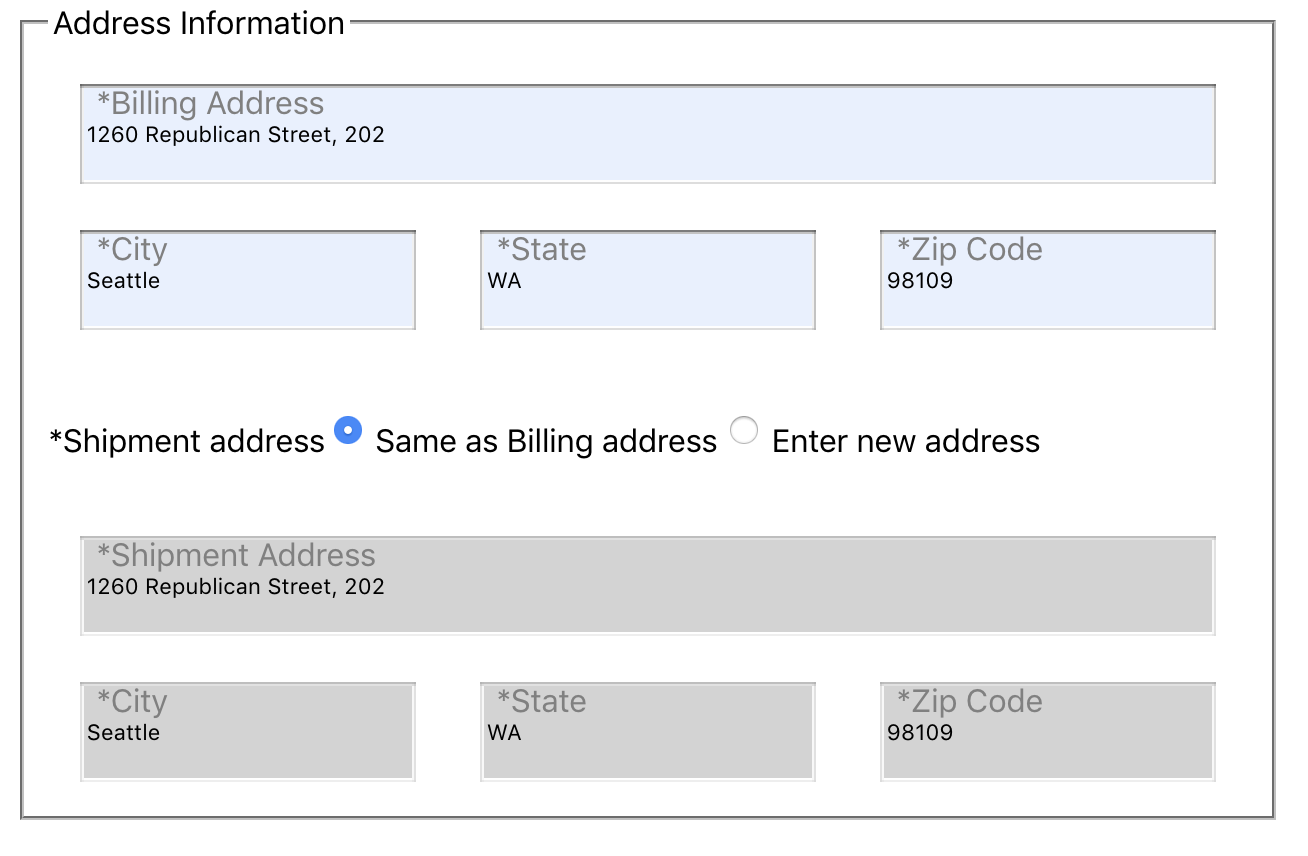 Address Information
*Billing Address
1260 Republican Street, 202
*City *State *Zip Code
Seattle WA 98109
*Shipment address Same as Billing address Enter new address
*Shipment Address
1260 Republican Street, 202
*City *State *Zip Code
Seattle WA 98109